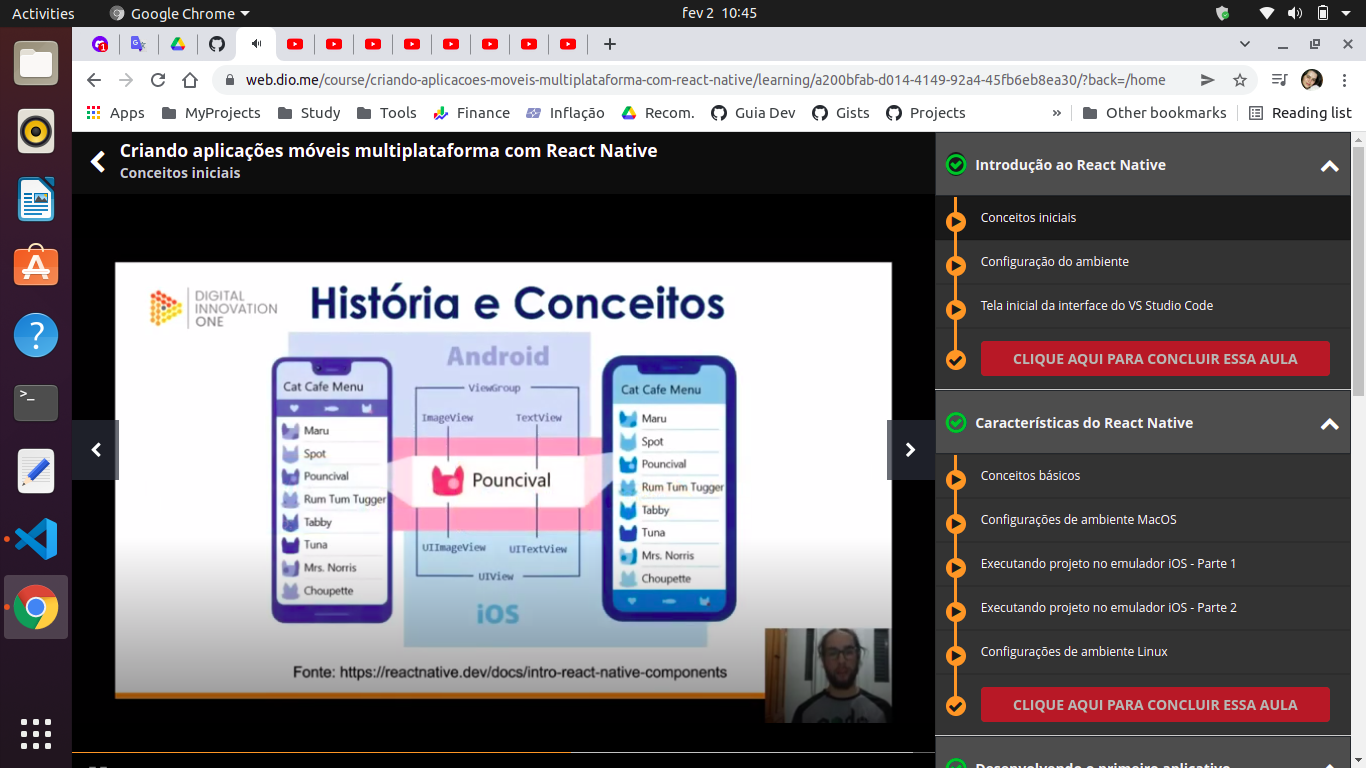 Activities
Google Chrome
fev 2 10:45
web.dio.me/course/criando-aplicacoes-moveis-multiplataforma-com-react-native/learning/a200bfab-d014-4149-92a4-45fb6eb8ea30/?back=/home
Apps
MyProjects
Study
Tools
Finance
Inflação
Recom.
Guia Dev
Gists
Projects
»
Other bookmarks
Reading list
Criando aplicações móveis multiplataforma com React Native
Conceitos iniciais
DIGITAL
INNOVATION
ONE
História e Conceitos
Android
ViewGroup
ImageView
TextView
Pouncival
UIImageView
UITextView
UIView
iOS
Cat Cafe Menu
Maru
Spot
Pouncival
Rum Tum Tugger
Tabby
Tuna
Mrs. Norris
Choupette
Cat Cafe Menu
Maru
Spot
Pouncival
Rum Tum Tugger
Tabby
Tuna
Mrs. Norris
Choupette
Fonte: https://reactnative.dev/docs/intro-react-native-components
Introdução ao React Native
Conceitos iniciais
Configuração do ambiente
Tela inicial da interface do VS Studio Code
CLIQUE AQUI PARA CONCLUIR ESSA AULA
Características do React Native
Conceitos básicos
Configurações de ambiente MacOS
Executando projeto no emulador iOS - Parte 1
Executando projeto no emulador iOS - Parte 2
Configurações de ambiente Linux
CLIQUE AQUI PARA CONCLUIR ESSA AULA
Desenvolvendo o primeiro aplicativo